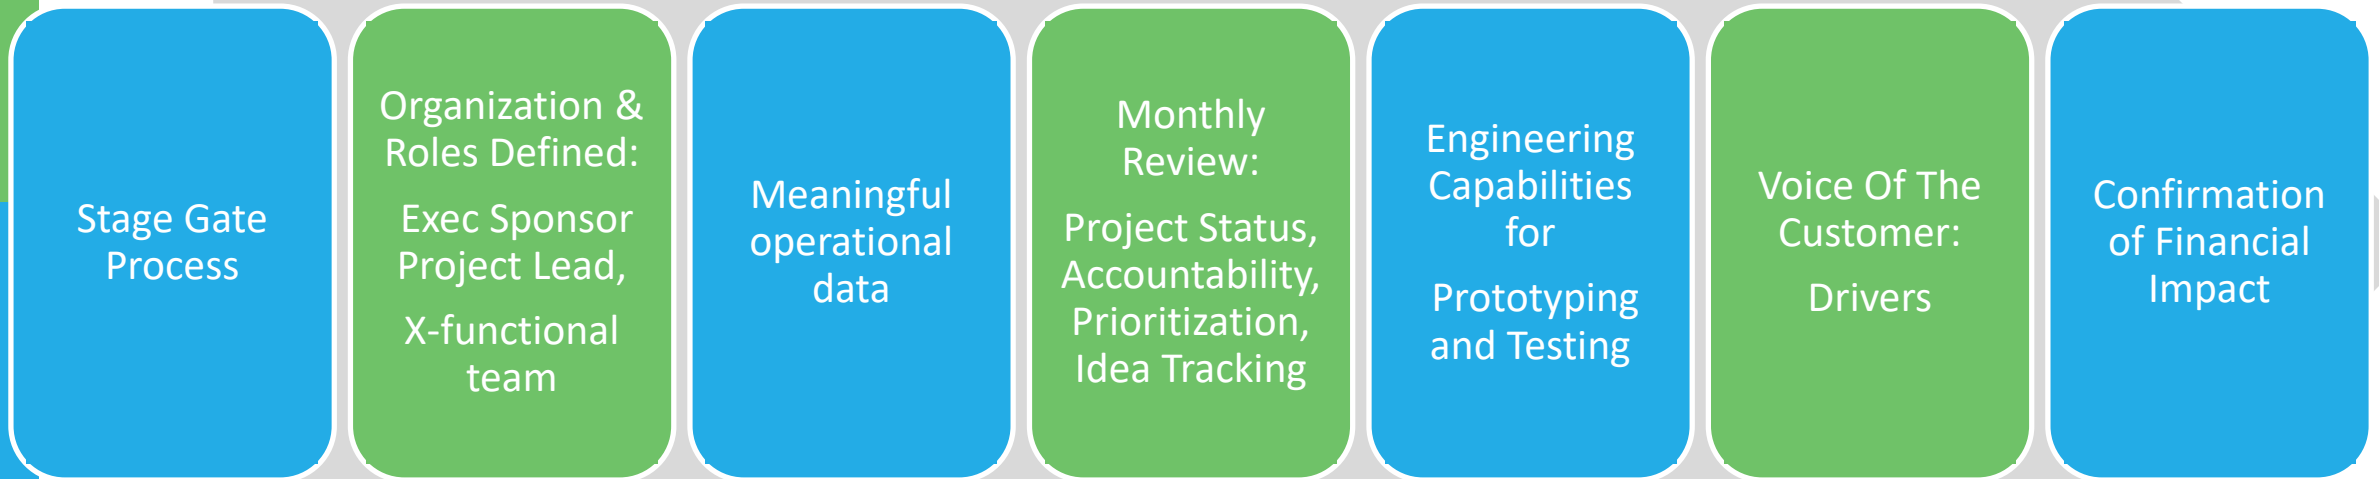 Stage Gate
Process
Organization &
Roles Defined:
Exec Sponsor
Project Lead,
X-functional
team
Meaningful
operational
data
Monthly
Review:
Project Status,
Accountability,
Prioritization,
Idea Tracking
Engineering
Capabilities
for
Prototyping
and Testing
Voice Of The
Customer:
Drivers
Confirmation
of Financial
Impact